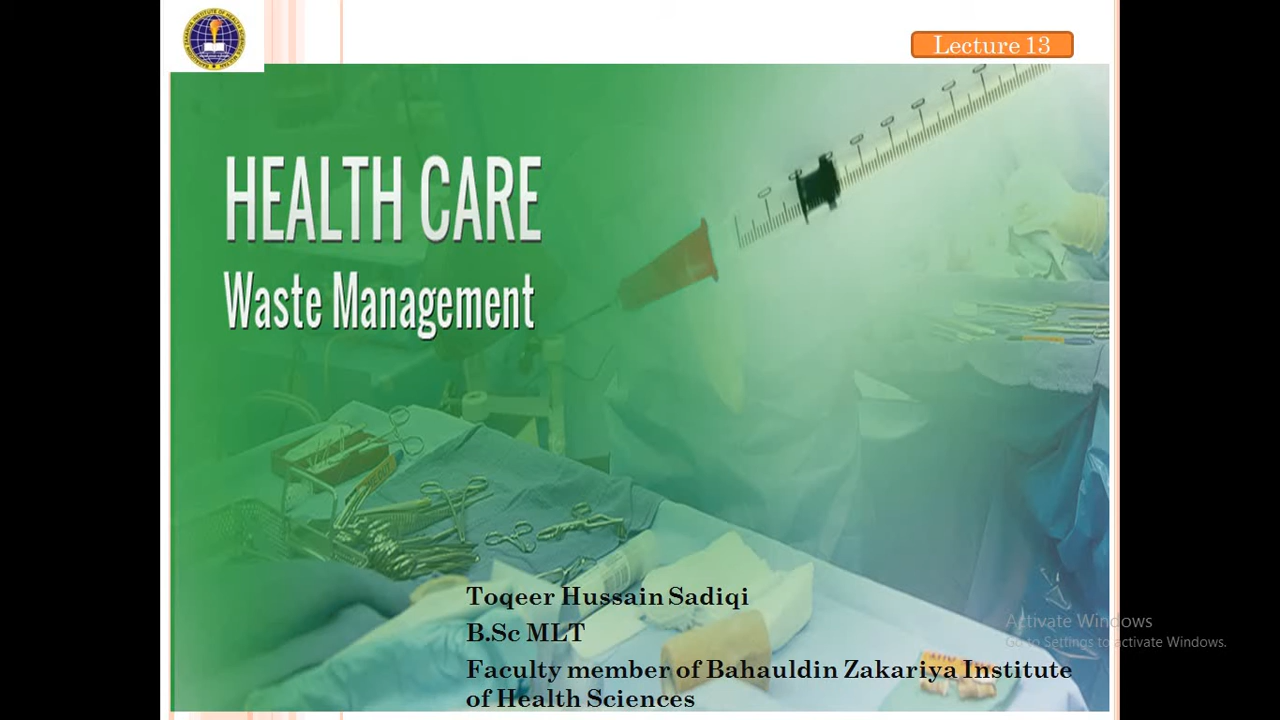 Lecture 13
HEALTH CARE
Waste Management
Toqeer Hussain Sadiqi
B.Sc MLT
Faculty member of Bahauldin Zakariya Institute
of Health Sciences
Activate Windows
Go to Settings to activate Windows.